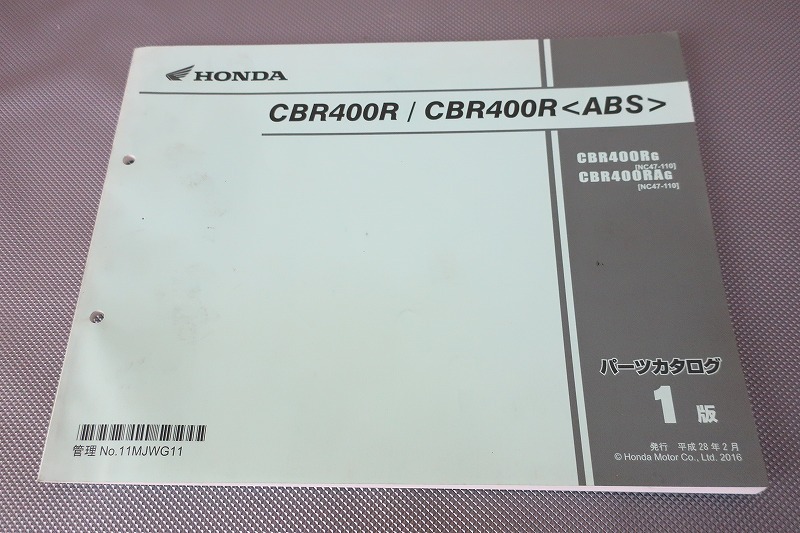 HONDA
CBR400R / CBR400R<ABS>
CBR400RG
[NC47-110]
CBR400RAG
[NC47-110]
パーツカタログ
1 版
発行 平成 28 年 2 月
© Honda Motor Co., Ltd. 2016
管理 No.11MJWG11